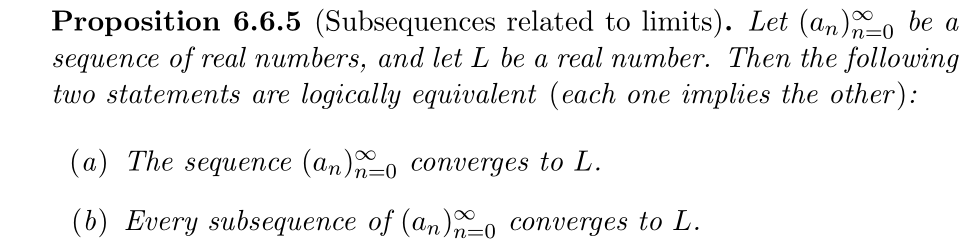 Proposition 6.6.5 (Subsequences related to limits). Let $(a_n)_{n=0}^{\infty}$ be a
sequence of real numbers, and let L be a real number. Then the following
two statements are logically equivalent (each one implies the other):
(a) The sequence $(a_n)_{n=0}^{\infty}$ converges to L.
(b) Every subsequence of $(a_n)_{n=0}^{\infty}$ converges to L.